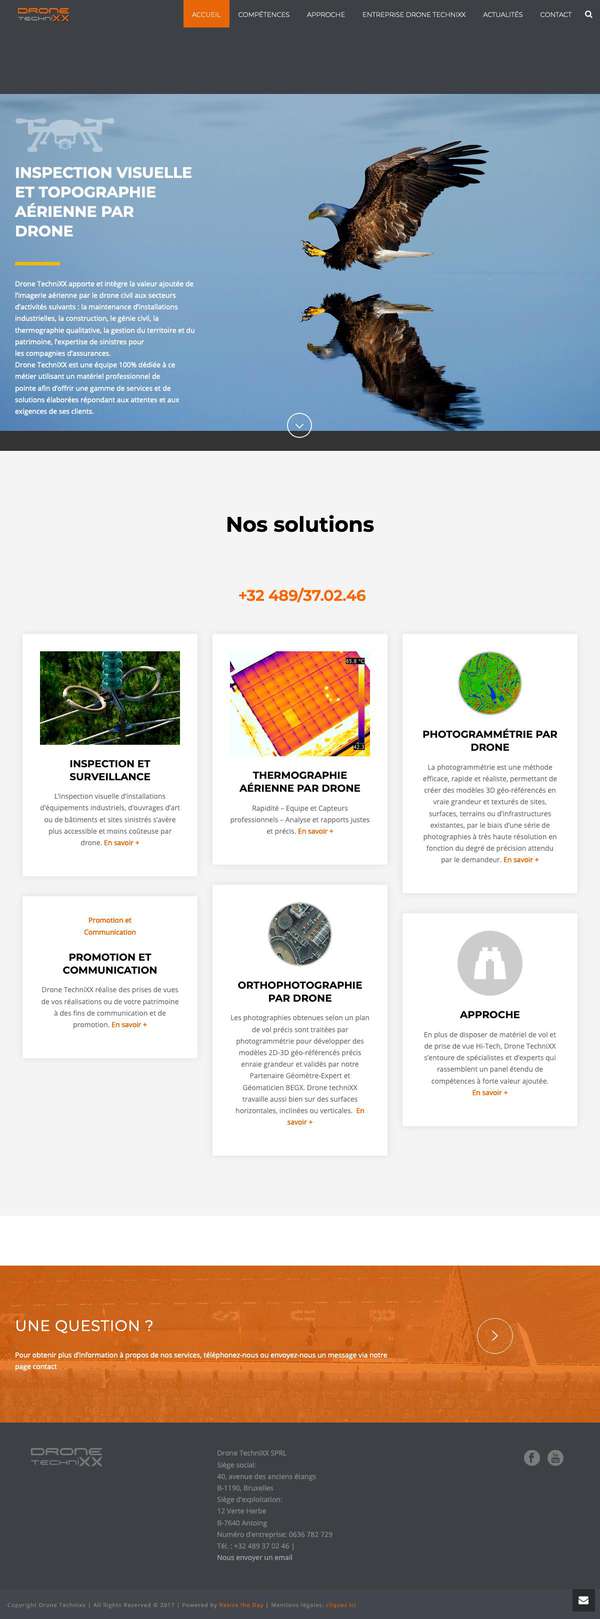 DRONE
TECHNIXX
ACCUEIL
COMPÉTENCES
APPROCHE
ENTREPRISE DRONE TECHNIXX
ACTUALITÉS
CONTACT
INSPECTION VISUELLE
ET TOPOGRAPHIE
AÉRIENNE PAR
DRONE
Drone TechniXX apporte et intègre la valeur ajoutée de
l'imagerie aérienne par le drone civil aux secteurs
d'activités suivants : la maintenance d'installations
industrielles, la construction, le génie civil, la
thermographie qualitative, la gestion du territoire et du
patrimoine, l'expertise de sinistres pour
les compagnies d'assurances.
Drone TechniXX est une équipe 100% dédiée à ce
métier utilisant un matériel professionnel de
pointe afin d'offrir une gamme de services et de
solutions élaborées répondant aux attentes et aux
exigences de ses clients.
Nos solutions
+32 489/37.02.46
INSPECTION ET
SURVEILLANCE
L'inspection visuelle d'installations
d'équipements industriels, d'ouvrages d'art
ou de bâtiments et sites sinistrés s'avère
plus accessible et moins coûteuse par
drone. En savoir +
Promotion et
Communication
PROMOTION ET
COMMUNICATION
Drone TechniXX réalise des prises de vues
de vos réalisations ou de votre patrimoine
à des fins de communication et de
promotion. En savoir +
THERMOGRAPHIE
AÉRIENNE PAR DRONE
Rapidité – Equipe et Capteurs
professionnels – Analyse et rapports justes
et précis. En savoir +
ORTHOPHOTOGRAPHIE
PAR DRONE
Les photographies obtenues selon un plan
de vol précis sont traitées par
photogrammétrie pour développer des
modèles 2D-3D géo-référencés précis
enraie grandeur et validés par notre
Partenaire Géomètre-Expert et
Géomaticien BEGX. Drone techniXX
travaille aussi bien sur des surfaces
horizontales, inclinées ou verticales. En
savoir +
PHOTOGRAMMÉTRIE PAR
DRONE
La photogrammétrie est une méthode
efficace, rapide et réaliste, permettant de
créer des modèles 3D géo-référencés en
vraie grandeur et texturés de sites,
surfaces, terrains ou d'infrastructures
existantes, par le biais d'une série de
photographies à très haute résolution en
fonction du degré de précision attendu
par le demandeur. En savoir +
APPROCHE
En plus de disposer de matériel de vol et
de prise de vue Hi-Tech, Drone TechniXX
s'entoure de spécialistes et d'experts qui
rassemblent un panel étendu de
compétences à forte valeur ajoutée.
En savoir +
UNE QUESTION ?
Pour obtenir plus d'information à propos de nos services, téléphonez-nous ou envoyez-nous un message via notre
page contact
DRONE
TECHNIXX
Drone TechniXX SPRL
Siège social:
40, avenue des anciens étangs
B-1190, Bruxelles
Siège d'exploitation:
12 Verte Herbe
B-7640 Antoing
Numéro d'entreprise: 0636 782 729
Tél. : +32 489 37 02 46 |
Nous envoyer un email
Copyright Drone Technixx | All Rights Reserved © 2017 | Powered by Resize the Day | Mentions légales: cliquez ici